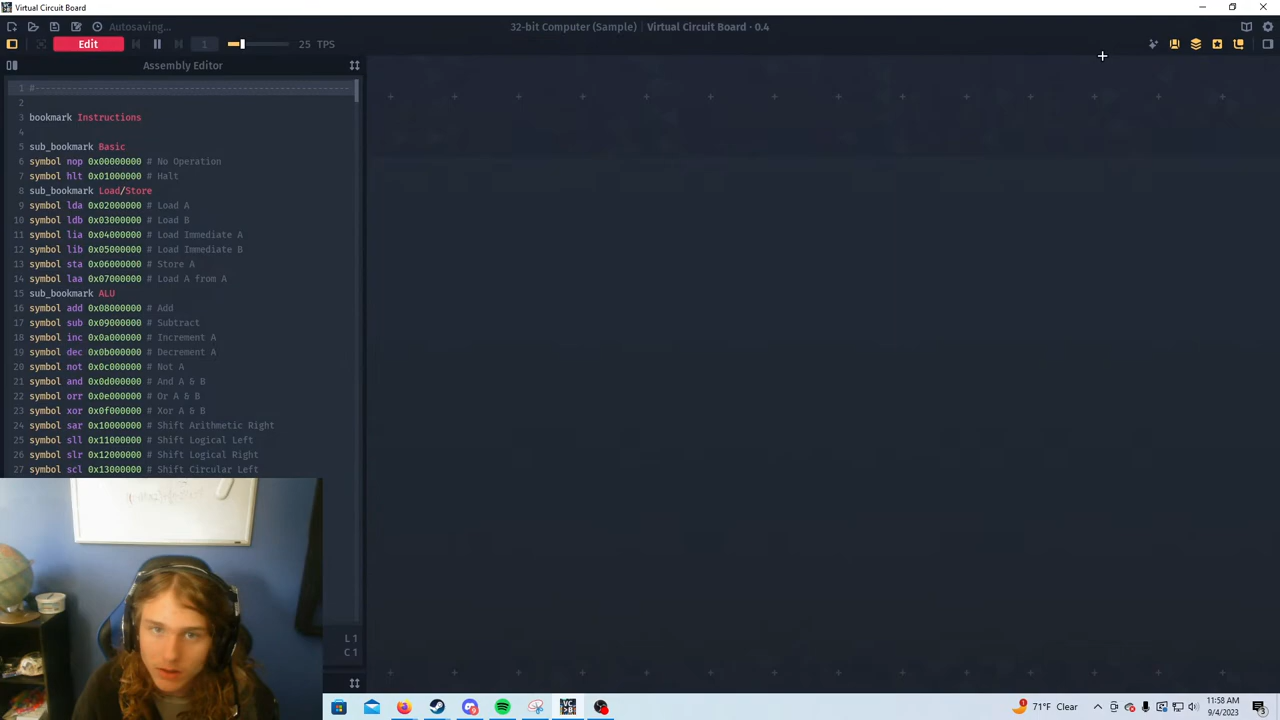 Virtual Circuit Board
Autosaving...
32-bit Computer (Sample) | Virtual Circuit Board - 0.4
Edit
1
25 TPS
Assembly Editor
1 #-----------------------------------------------------------
2
3 bookmark Instructions
4
5 sub_bookmark Basic
6 symbol nop 0x00000000 # No Operation
7 symbol hlt 0x01000000 # Halt
8 sub_bookmark Load/Store
9 symbol lda 0x02000000 # Load A
10 symbol ldb 0x03000000 # Load B
11 symbol lia 0x04000000 # Load Immediate A
12 symbol lib 0x05000000 # Load Immediate B
13 symbol sta 0x06000000 # Store A
14 symbol laa 0x07000000 # Load A from A
15 sub_bookmark ALU
16 symbol add 0x08000000 # Add
17 symbol sub 0x09000000 # Subtract
18 symbol inc 0x0a000000 # Increment A
19 symbol dec 0x0b000000 # Decrement A
20 symbol not 0x0c000000 # Not A
21 symbol and 0x0d000000 # And A & B
22 symbol orr 0x0e000000 # Or A & B
23 symbol xor 0x0f000000 # Xor A & B
24 symbol sar 0x10000000 # Shift Arithmetic Right
25 symbol sll 0x11000000 # Shift Logical Left
26 symbol slr 0x12000000 # Shift Logical Right
27 symbol scl 0x13000000 # Shift Circular Left
L 1
C 1
VC
>B
71°F Clear
11:58 AM
9/4/2023